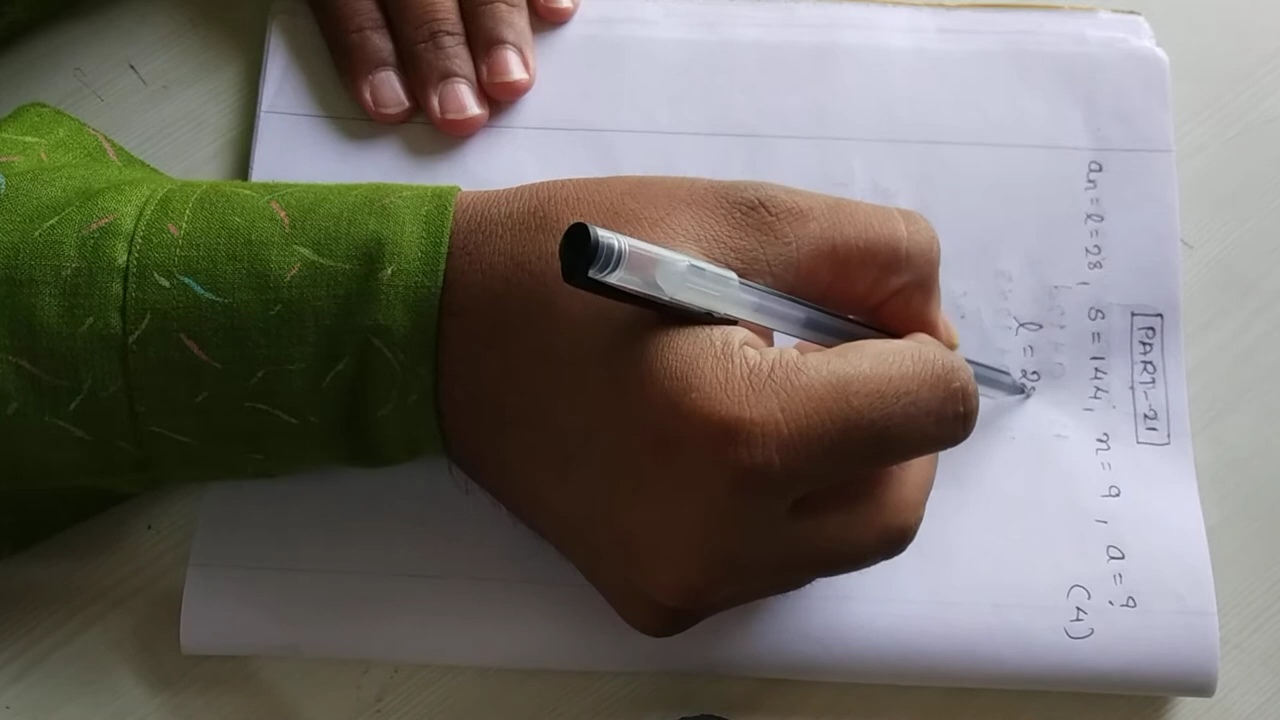 PART-21
an = l = 28, S = 144, n = 9, a = ?
(4)
l = 28